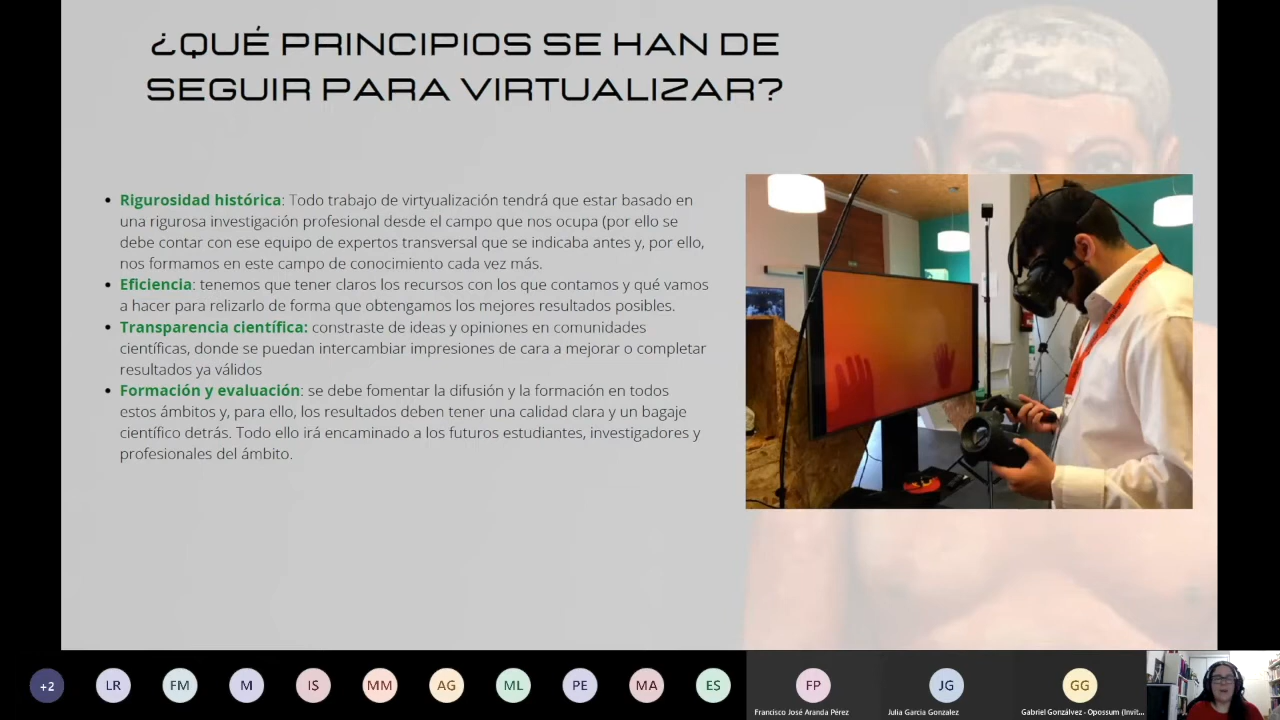 ¿QUÉ PRINCIPIOS SE HAN DE
SEGUIR PARA VIRTUALIZAR?
Rigurosidad histórica: Todo trabajo de virtyualización tendrá que estar basado en
una rigurosa investigacion profesional desde el campo que nos ocupa (por ello se
debe contar con ese equipo de expertos transversal que se indicaba antes y, por ello,
nos formamos en este campo de conocimiento cada vez más.
Eficiencia: tenemos que tener claros los recursos con los que contamos y qué vamos
a hacer para relizarlo de forma que obtengamos los mejores resultados posibles.
Transparencia científica: constraste de ideas y opiniones en comunidades
científicas, donde se puedan intercambiar impresiones de cara a mejorar o completar
resultados ya válidos
Formación y evaluación: se debe fomentar la difusión y la formación en todos
estos ámbitos y, para ello, los resultados deben tener una calidad clara y un bagaje
científico detrás. Todo ello irá encaminado a los futuros estudiantes, investigadores y
profesionales del ámbito.
+2 LR FM M IS MM AG ML PE MA ES FP JG GG
Francisco José Aranda Pérez Julia Garcia Gonzalez Gabriel Gonzálvez - Opossum (Invit...